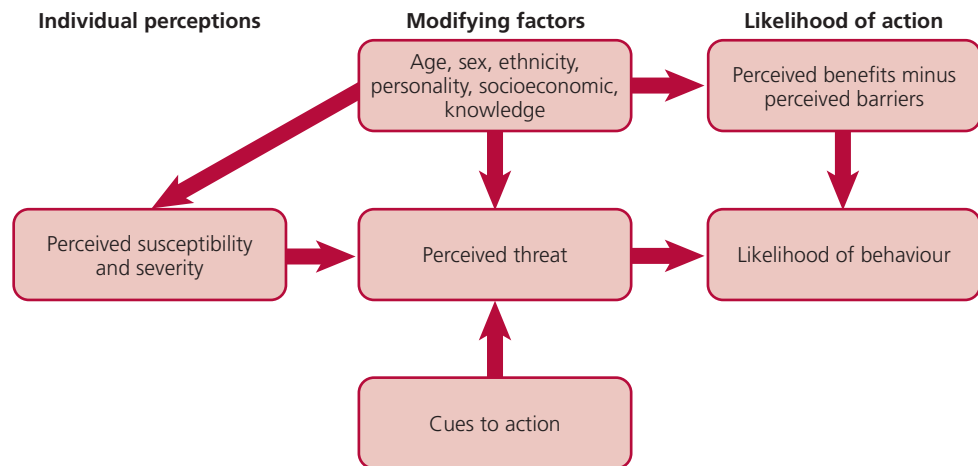 Individual perceptions
Modifying factors
Likelihood of action
Age, sex, ethnicity,
personality, socioeconomic,
knowledge
Perceived benefits minus
perceived barriers
Perceived susceptibility
and severity
Perceived threat
Likelihood of behaviour
Cues to action